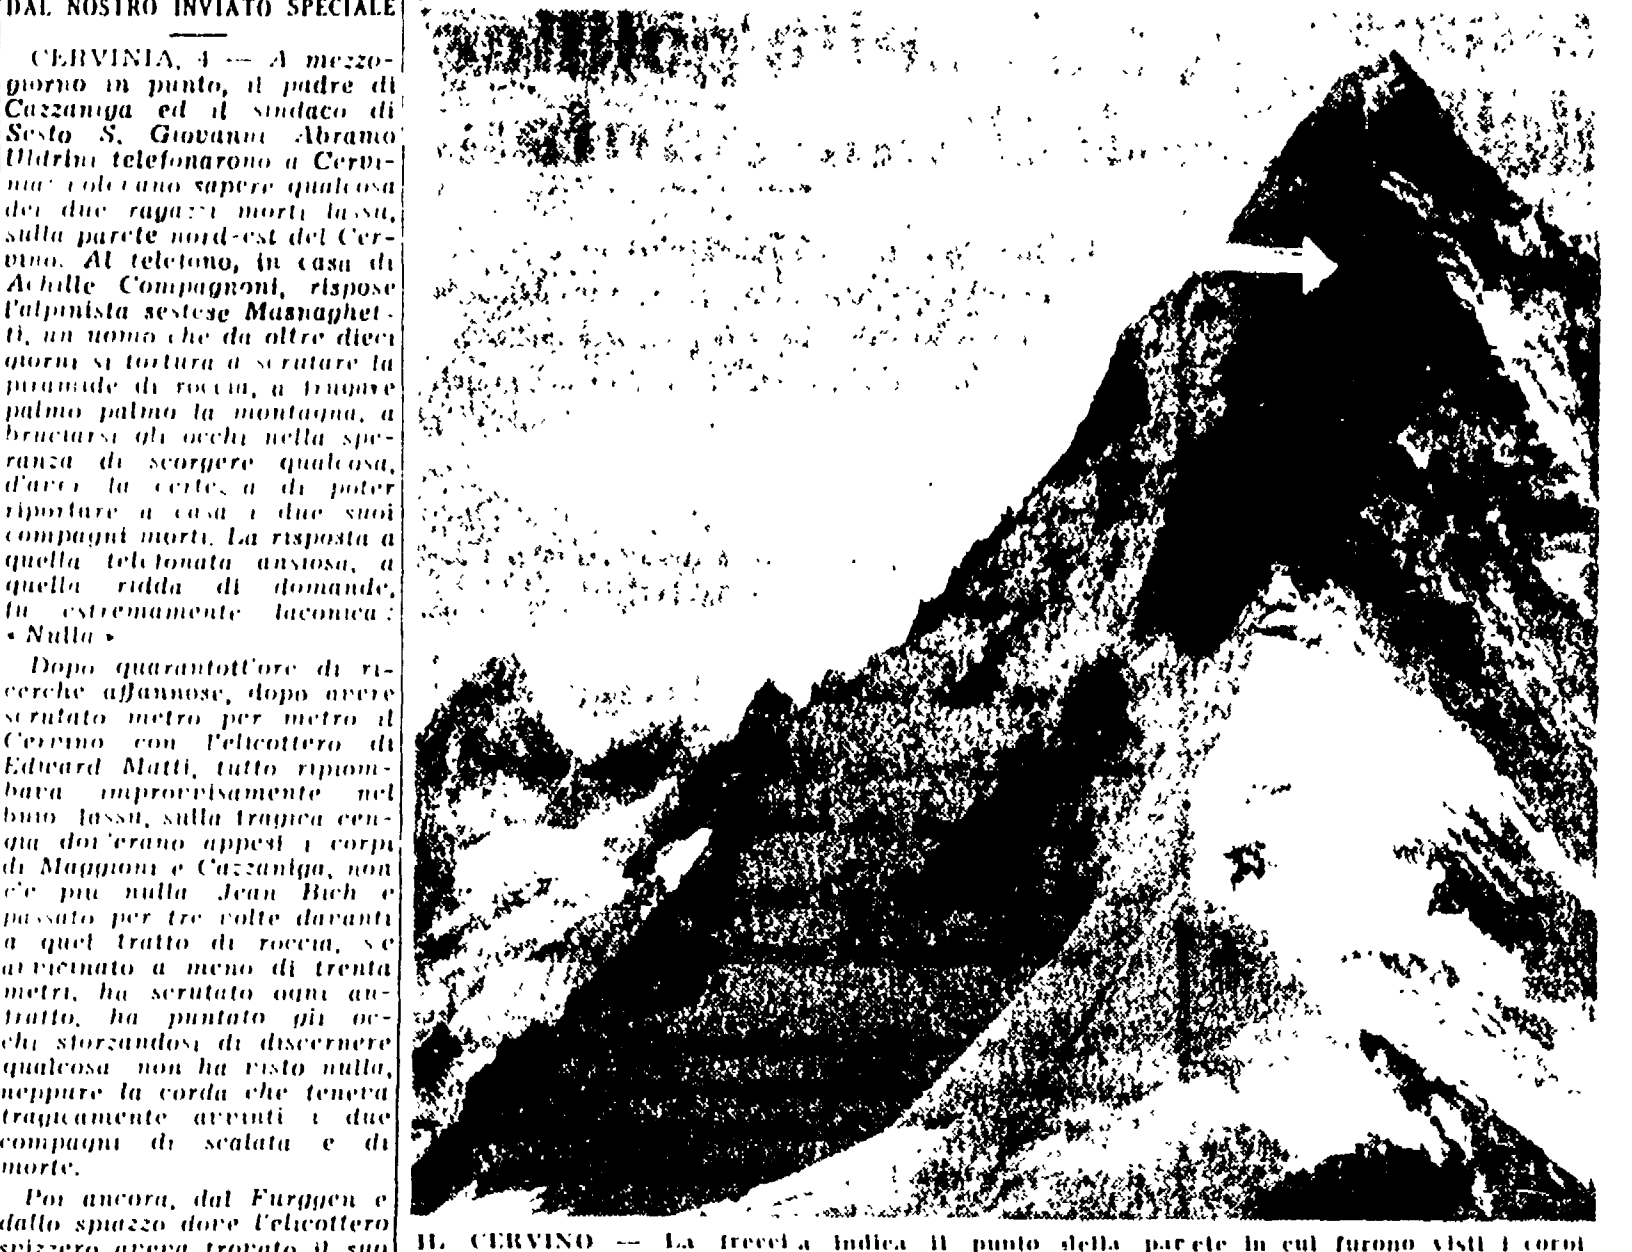 DAL NOSTRO INVIATO SPECIALE
CERVINIA, 4 — A mezzo-
giorno in punto, il padre di
Cazzaniga ed il sindaco di
Sesto S. Giovanni Abramo
Oldrini telefonarono a Cervi-
nia: volevano sapere qualcosa
dei due ragazzi morti lassù,
sulla parete nord-est del Cer-
vino. Al telefono, in casa di
Achille Compagnoni, rispose
l'alpinista sestese Masnaghet-
ti, un uomo che da oltre dieci
giorni si tortura a scrutare la
piramide di roccia, a frugare
palmo palmo la montagna, a
bruciarsi gli occhi nella spe-
ranza di scorgere qualcosa,
d'aver la certezza di poter
riportare a casa i due suoi
compagni morti. La risposta a
quella telefonata ansiosa, a
quella ridda di domande,
fu estremamente laconica:
« Nulla »
Dopo quarantott'ore di ri-
cerche affannose, dopo avere
scrutato metro per metro il
Cervino con l'elicottero di
Edward Matti, tutto ripiom-
bava improvvisamente nel
buio lassù, sulla tragica cen-
gia dov'erano appesi i corpi
di Maggioni e Cazzaniga, non
c'è più nulla Jean Bich è
passato per tre volte davanti
a quel tratto di roccia, s'è
avvicinato a meno di trenta
metri, ha scrutato ogni an-
fratto, ha puntato gli oc-
chi sforzandosi di discernere
qualcosa non ha visto nulla,
neppure la corda che teneva
tragicamente avvinti i due
compagni di scalata e di
morte.
Poi ancora, dal Furggen e
dallo spiazzo dove l'elicottero
svizzero aveva trovato il suo
IL CERVINO — La freccia indica il punto della parete in cui furono visti i corpi